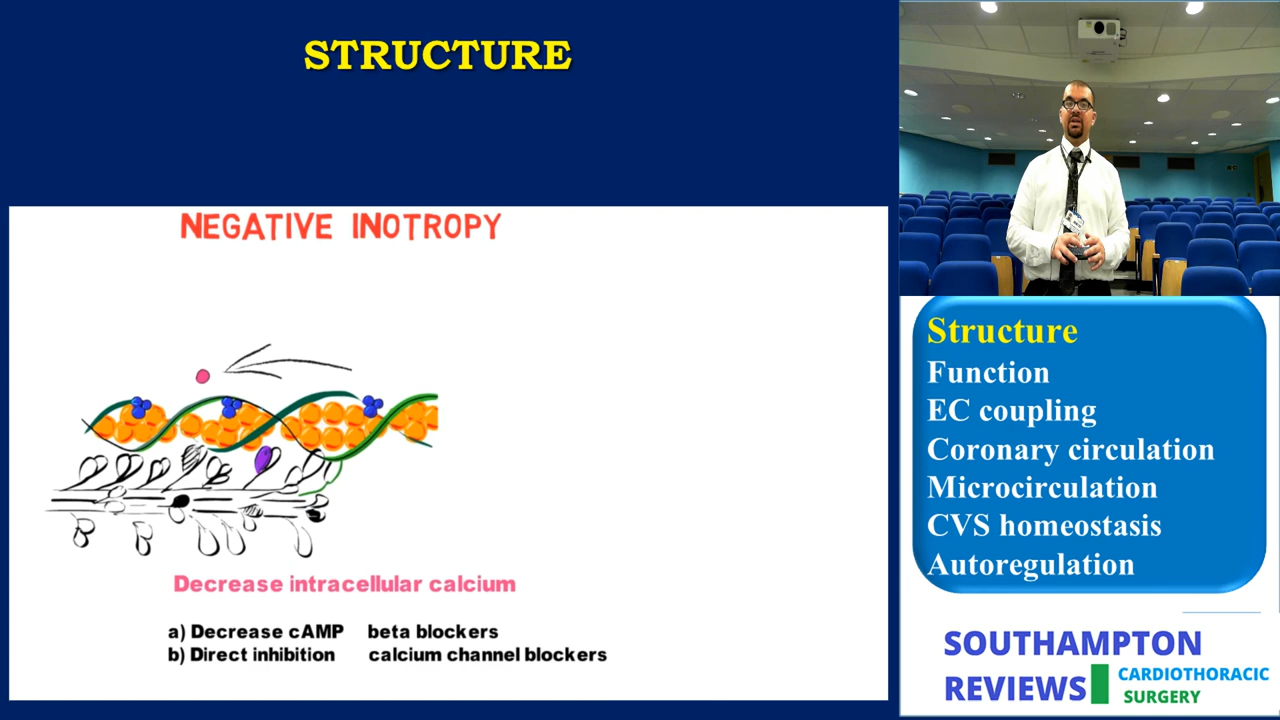 STRUCTURE
NEGATIVE INOTROPY
Decrease intracellular calcium
a) Decrease cAMP beta blockers
b) Direct inhibition calcium channel blockers
Structure
Function
EC coupling
Coronary circulation
Microcirculation
CVS homeostasis
Autoregulation
SOUTHAMPTON
REVIEWS
CARDIOTHORACIC
SURGERY